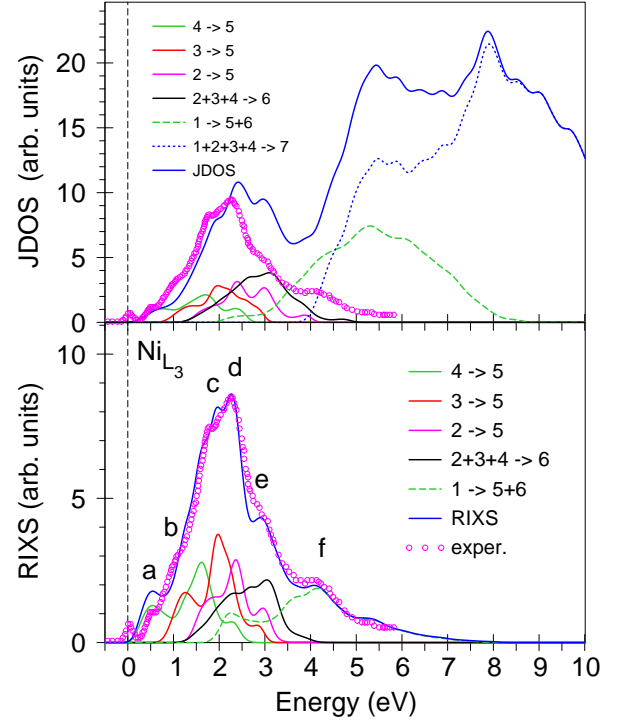 JDOS (arb. units)
20
15
10
5
0
4 -> 5
3 -> 5
2 -> 5
2+3+4 -> 6
1 -> 5+6
1+2+3+4 -> 7
JDOS
RIXS (arb. units)
10
5
0
NiL3
a
b
c
d
e
f
4 -> 5
3 -> 5
2 -> 5
2+3+4 -> 6
1 -> 5+6
RIXS
exper.
0 1 2 3 4 5 6 7 8 9 10
Energy (eV)